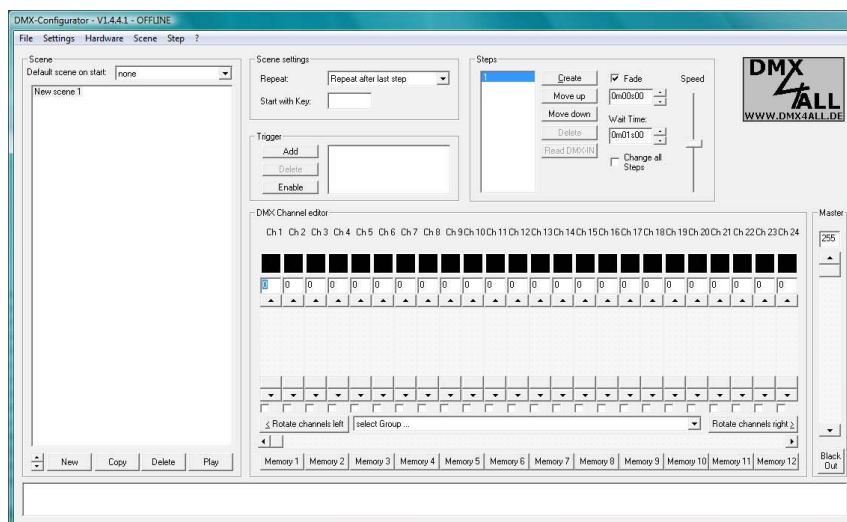 DMX-Configurator - V1.4.4.1 - OFFLINE
File Settings Hardware Scene Step ?
Scene
Default scene on start: none
New scene 1
New Copy Delete Play
Scene settings
Repeat: Repeat after last step
Start with Key:
Trigger
Add
Delete
Enable
Steps
1
Create
Move up
Move down
Delete
Read DMX-IN
Fade
0m00s00
Wait Time:
0m01s00
Change all
Steps
Speed
DMX
4ALL
WWW.DMX4ALL.DE
DMX Channel editor
Ch 1 Ch 2 Ch 3 Ch 4 Ch 5 Ch 6 Ch 7 Ch 8 Ch 9 Ch 10 Ch 11 Ch 12 Ch 13 Ch 14 Ch 15 Ch 16 Ch 17 Ch 18 Ch 19 Ch 20 Ch 21 Ch 22 Ch 23 Ch 24
0 0 0 0 0 0 0 0 0 0 0 0 0 0 0 0 0 0 0 0 0 0 0 0
< Rotate channels left select Group ... Rotate channels right >
Memory 1 Memory 2 Memory 3 Memory 4 Memory 5 Memory 6 Memory 7 Memory 8 Memory 9 Memory 10 Memory 11 Memory 12
Master
255
Black
Out